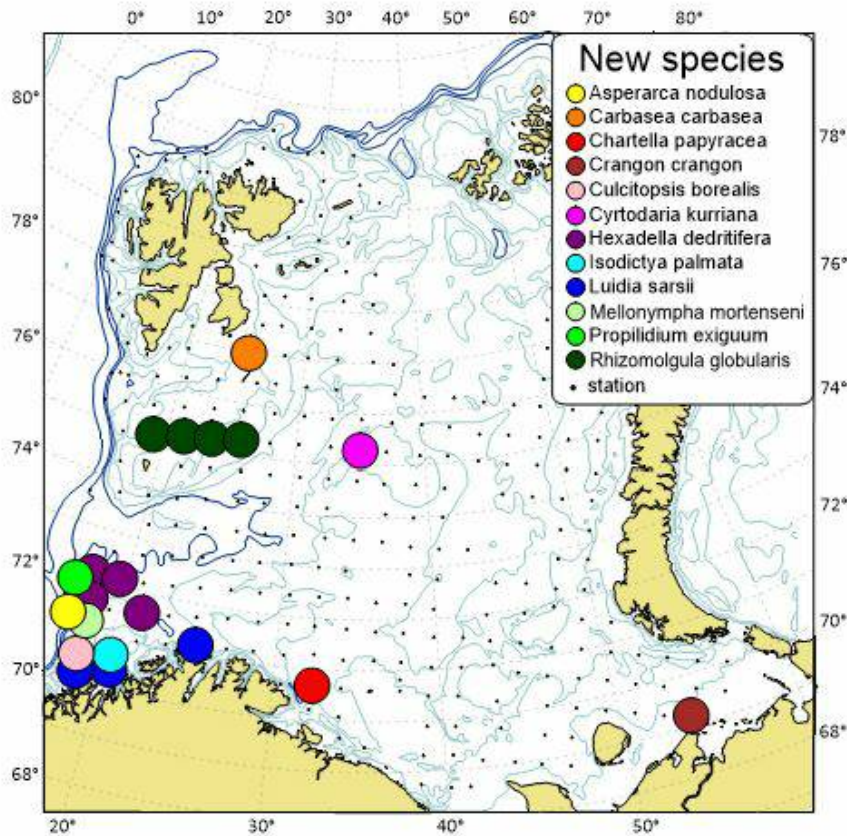 0° 10° 20° 30° 40° 50° 60° 70° 80°
New species
Asperarca nodulosa
Carbasea carbasea
Chartella papyracea
Crangon crangon
Culcitopsis borealis
Cyrtodaria kurriana
Hexadella dedritifera
Isodictya palmata
Luidia sarsii
Mellonympha mortenseni
Propilidium exiguum
Rhizomolgula globularis
station
80°
78°
76°
74°
72°
70°
68°
78°
76°
74°
72°
70°
68°
20° 30° 40° 50°